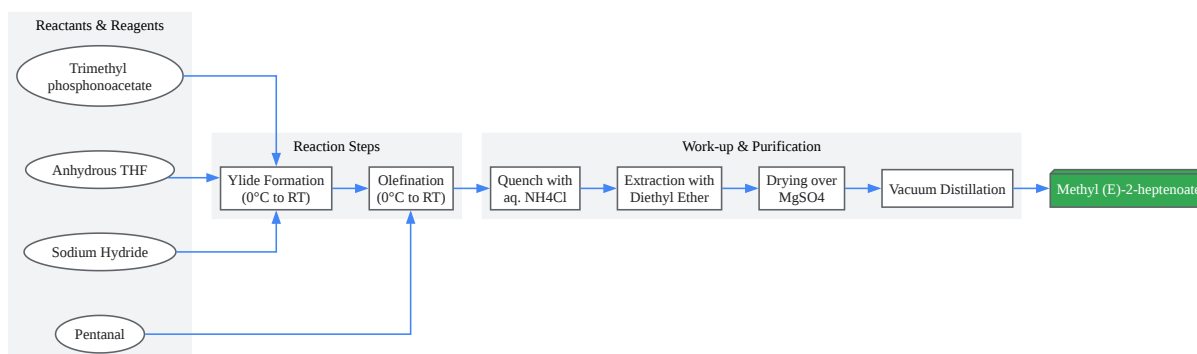 Reactants & Reagents
Trimethyl
phosphonoacetate
Anhydrous THF
Sodium Hydride
Pentanal
Reaction Steps
Ylide Formation
(0°C to RT)
Olefination
(0°C to RT)
Work-up & Purification
Quench with
aq. NH4Cl
Extraction with
Diethyl Ether
Drying over
MgSO4
Vacuum Distillation
Methyl (E)-2-heptenoate